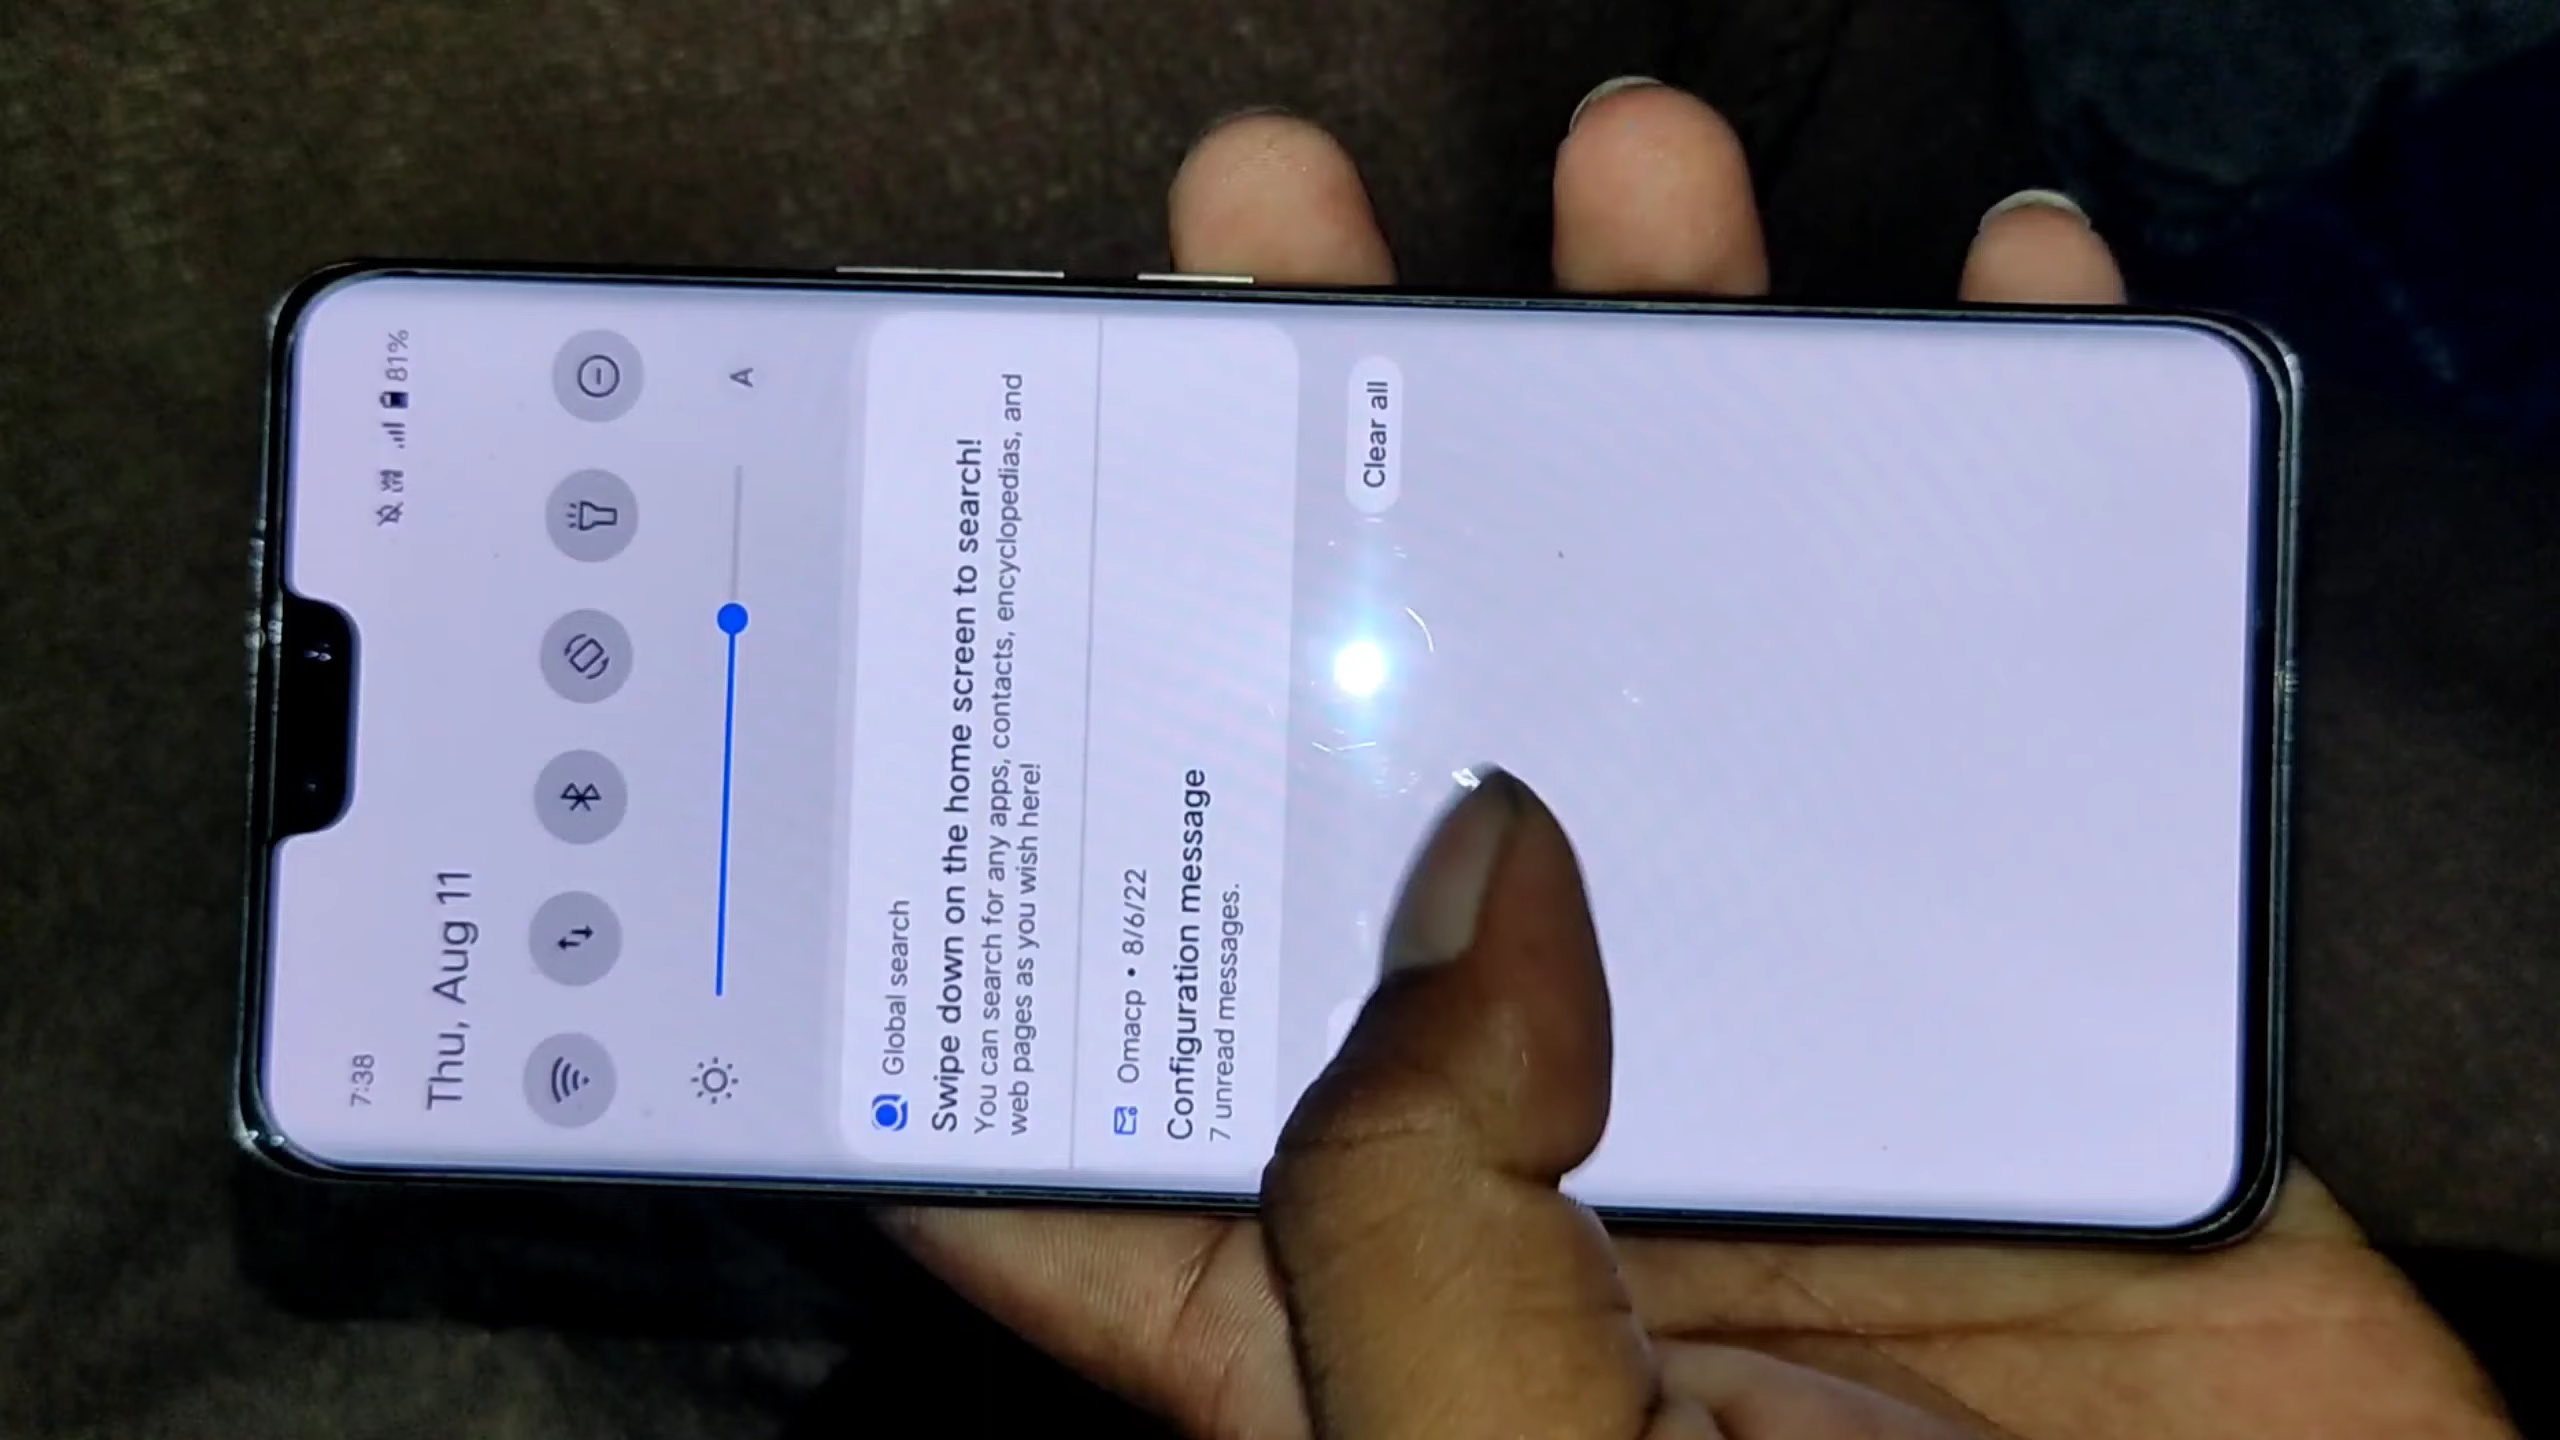 7:38
VoLTE 81%
Thu, Aug 11
A
Global search
Swipe down on the home screen to search!
You can search for any apps, contacts, encyclopedias, and
web pages as you wish here!
Omacp • 8/6/22
Configuration message
7 unread messages.
Clear all